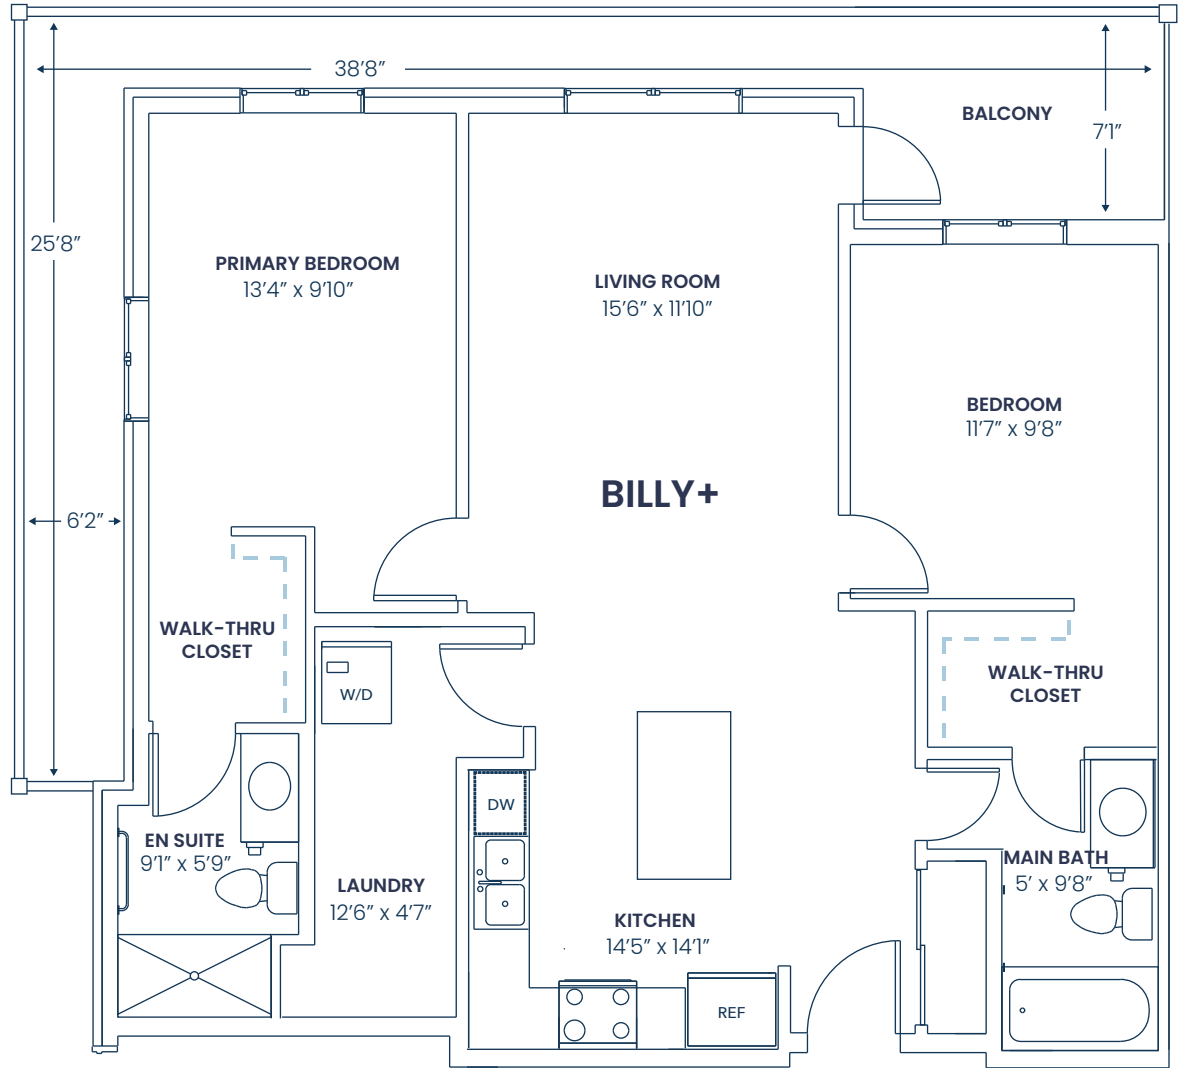 38'8”
BALCONY
7'1”
25'8”
PRIMARY BEDROOM
13'4” x 9'10”
LIVING ROOM
15'6” x 11'10”
BEDROOM
11'7” x 9'8”
BILLY+
6'2”
WALK-THRU
CLOSET
W/D
WALK-THRU
CLOSET
DW
EN SUITE
9'1” x 5'9”
MAIN BATH
5' x 9'8”
LAUNDRY
12'6” x 4'7”
KITCHEN
14'5” x 14'1”
REF